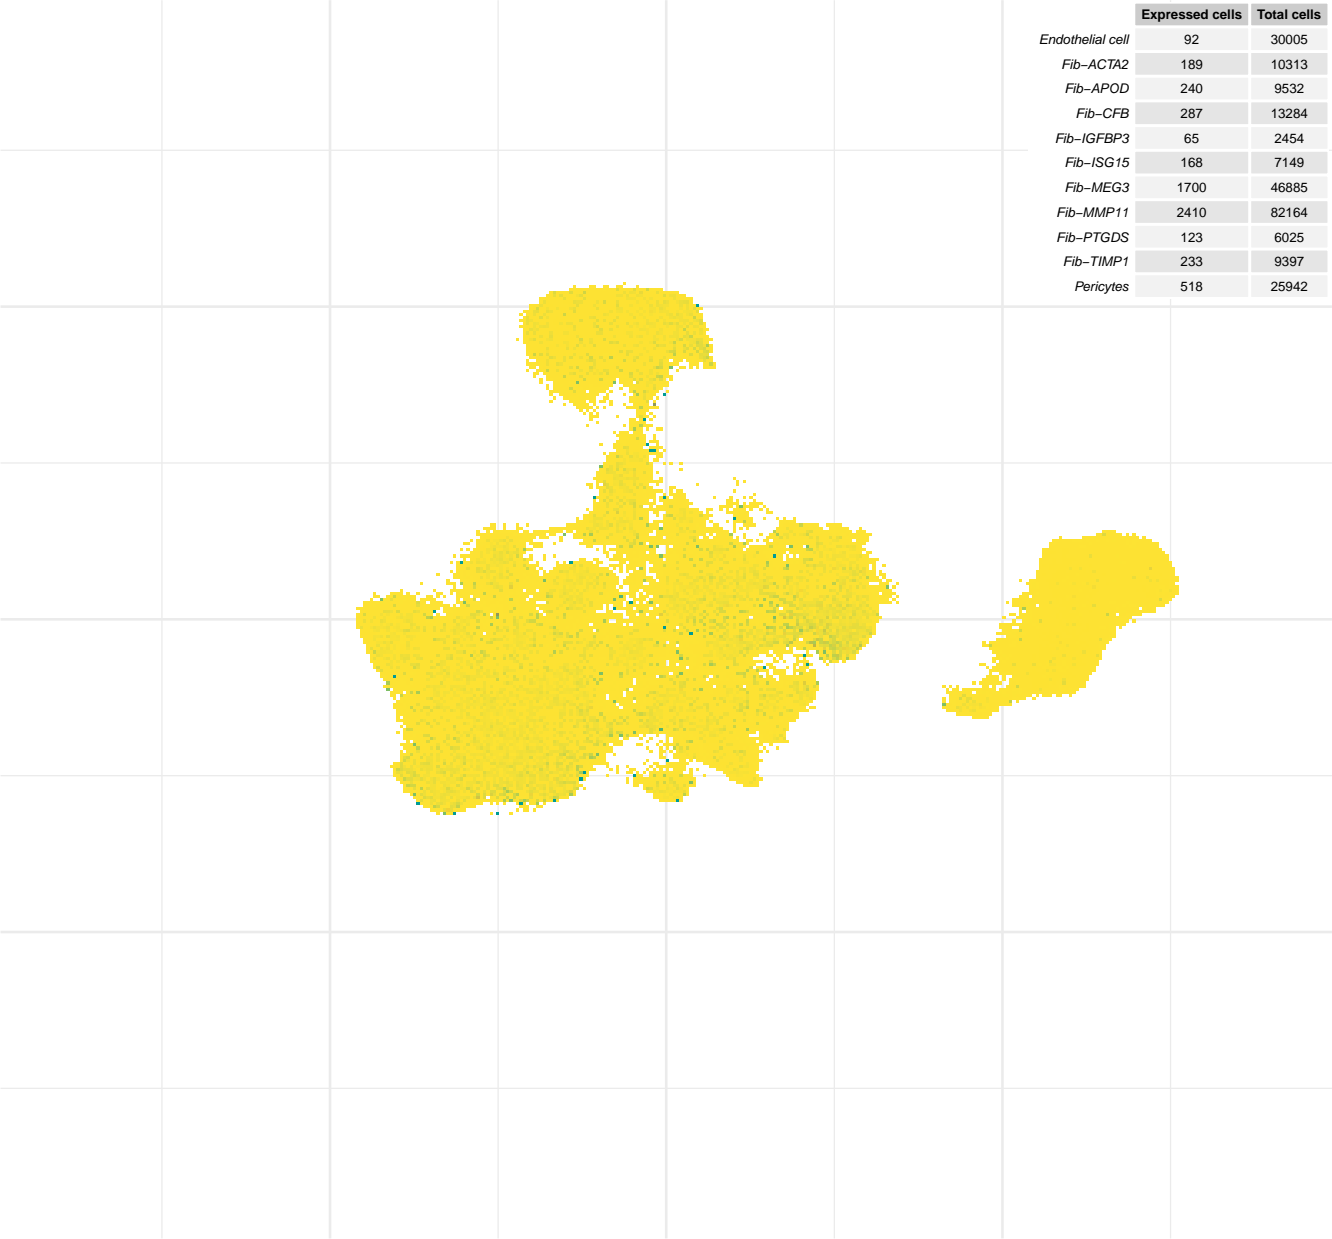 Expressed cells Total cells
Endothelial cell 92 30005
Fib−ACTA2 189 10313
Fib−APOD 240 9532
Fib−CFB 287 13284
Fib−IGFBP3 65 2454
Fib−ISG15 168 7149
Fib−MEG3 1700 46885
Fib−MMP11 2410 82164
Fib−PTGDS 123 6025
Fib−TIMP1 233 9397
Pericytes 518 25942